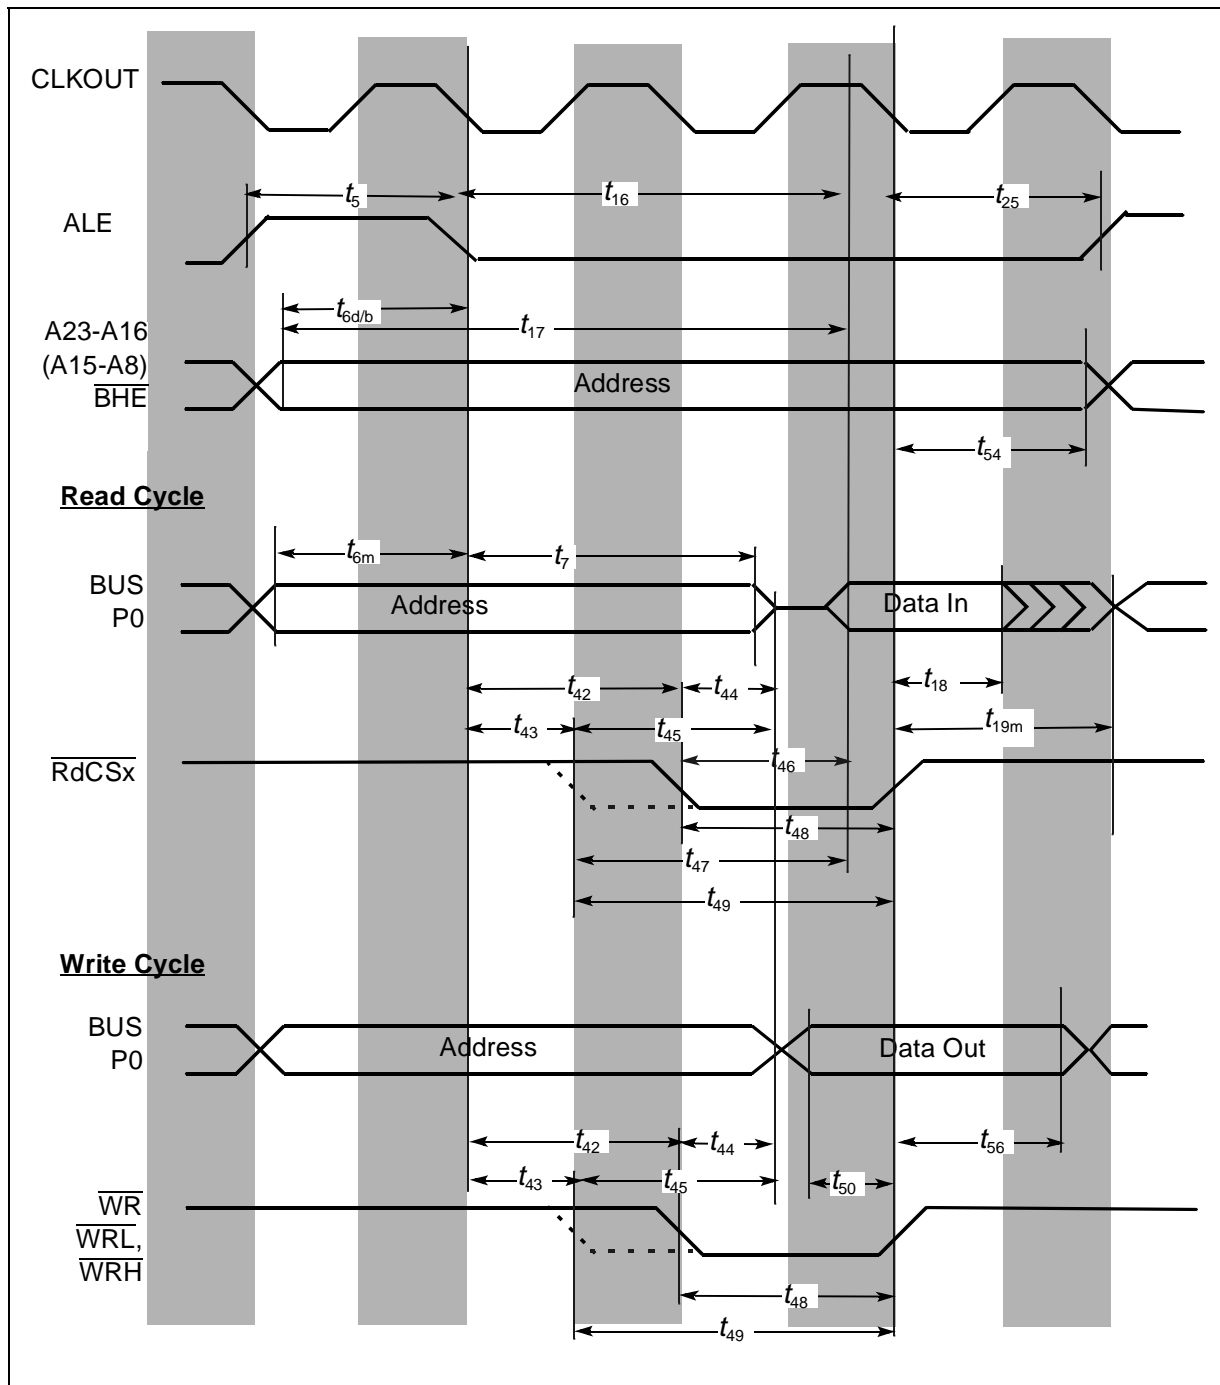 CLKOUT
t5 t16 t25
ALE
t6d/b
A23-A16 t17
(A15-A8)
BHE Address
t54
Read Cycle
t6m t7
BUS Address Data In
P0
t42 t44 t18
t43 t45 t19m
RdCSx t46
t48
t47
t49
Write Cycle
BUS Address Data Out
P0
t42 t44 t56
t43 t45 t50
WR
WRL,
WRH
t48
t49